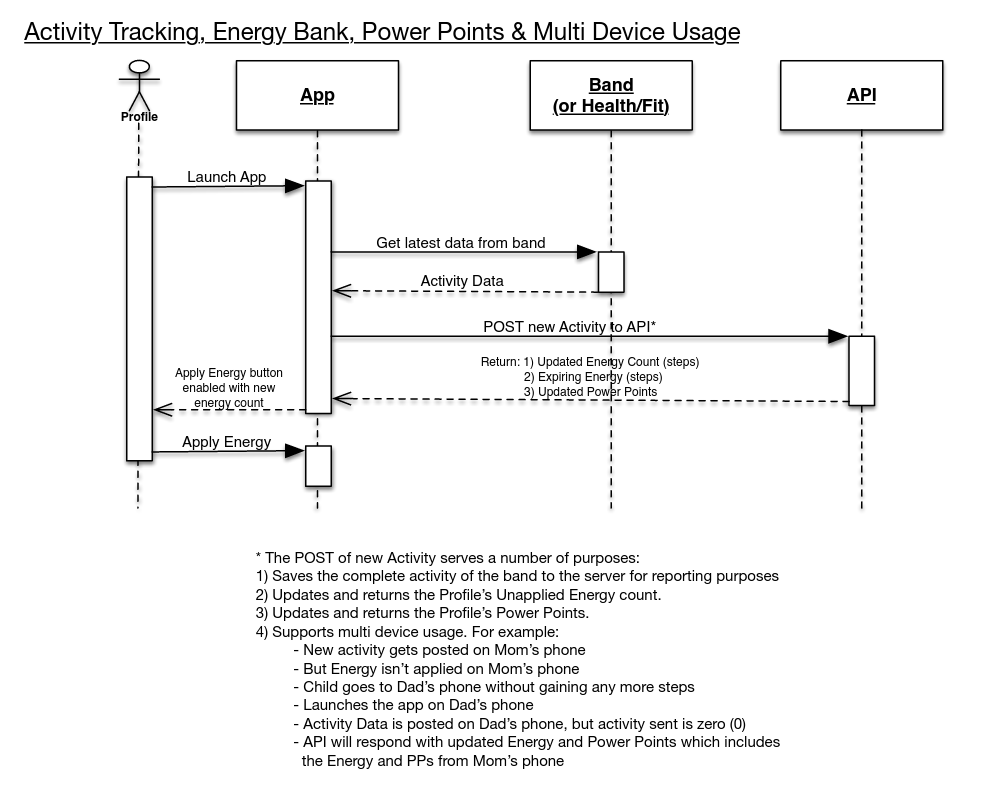 Activity Tracking, Energy Bank, Power Points & Multi Device Usage
Profile
App
Band
(or Health/Fit)
API
Launch App
Get latest data from band
Activity Data
POST new Activity to API*
Return: 1) Updated Energy Count (steps)
2) Expiring Energy (steps)
3) Updated Power Points
Apply Energy button
enabled with new
energy count
Apply Energy
* The POST of new Activity serves a number of purposes:
1) Saves the complete activity of the band to the server for reporting purposes
2) Updates and returns the Profile's Unapplied Energy count.
3) Updates and returns the Profile's Power Points.
4) Supports multi device usage. For example:
- New activity gets posted on Mom's phone
- But Energy isn't applied on Mom's phone
- Child goes to Dad's phone without gaining any more steps
- Launches the app on Dad's phone
- Activity Data is posted on Dad's phone, but activity sent is zero (0)
- API will respond with updated Energy and Power Points which includes
the Energy and PPs from Mom's phone